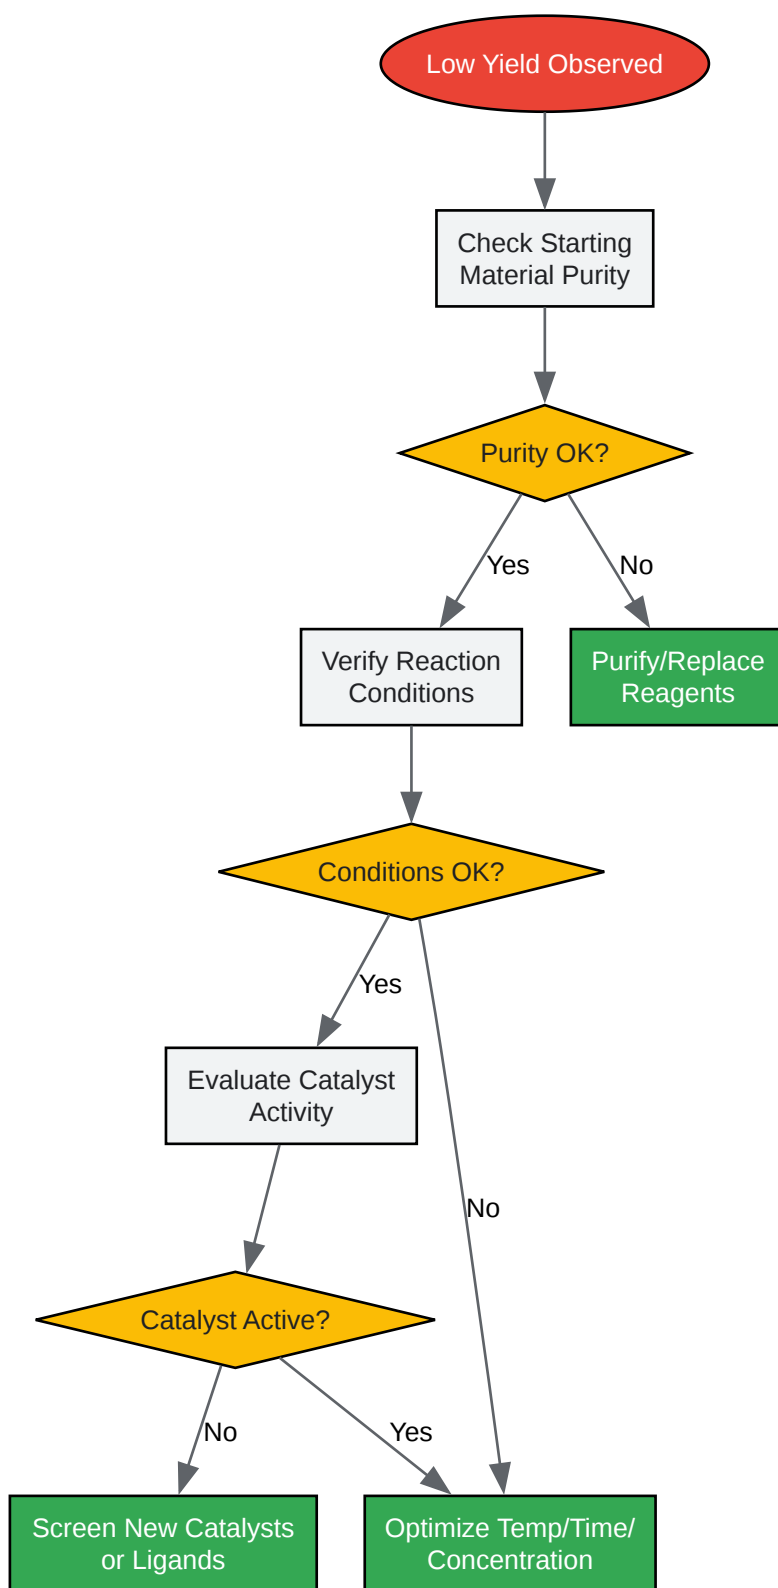 Low Yield Observed
Check Starting
Material Purity
Purity OK?
Yes
No
Verify Reaction
Conditions
Purify/Replace
Reagents
Conditions OK?
Yes
Evaluate Catalyst
Activity
No
Catalyst Active?
No
Yes
Screen New Catalysts
or Ligands
Optimize Temp/Time/
Concentration